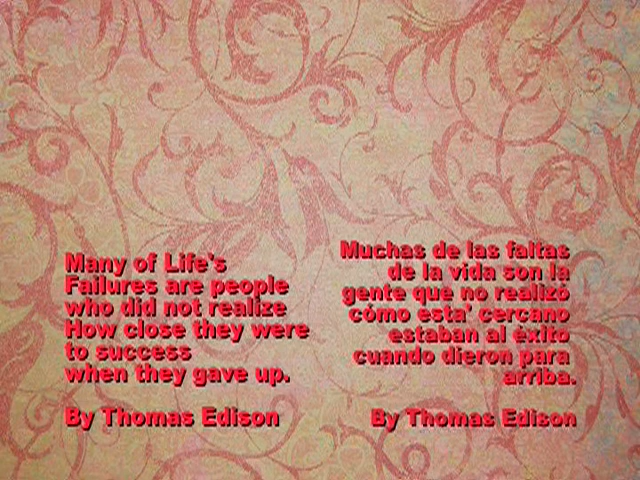 Many of Life's
Failures are people
who did not realize
How close they were
to success
when they gave up.
By Thomas Edison
Muchas de las faltas
de la vida son la
gente que no realizó
cómo esta' cercano
estaban al éxito
cuando dieron para
arriba.
By Thomas Edison